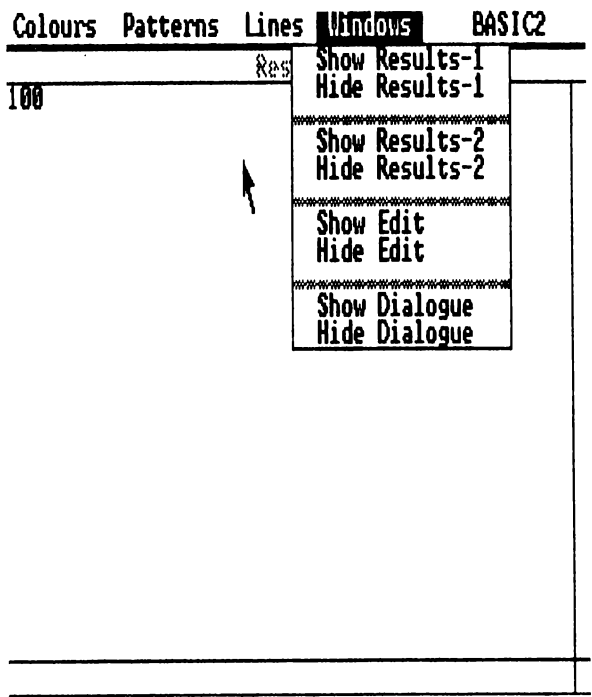 Colours Patterns Lines Windows BASIC2
Res
100
Show Results-1
Hide Results-1
Show Results-2
Hide Results-2
Show Edit
Hide Edit
Show Dialogue
Hide Dialogue